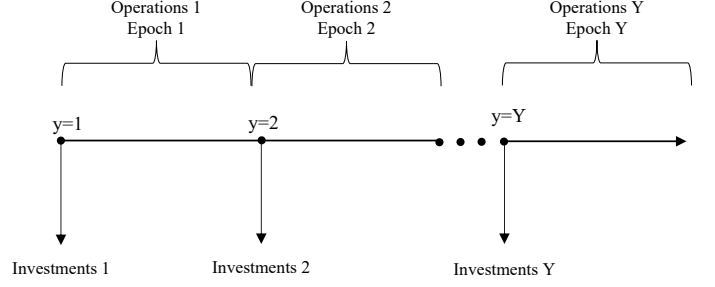 Operations 1
Epoch 1
Operations 2
Epoch 2
Operations Y
Epoch Y
y=1
y=2
y=Y
Investments 1
Investments 2
Investments Y